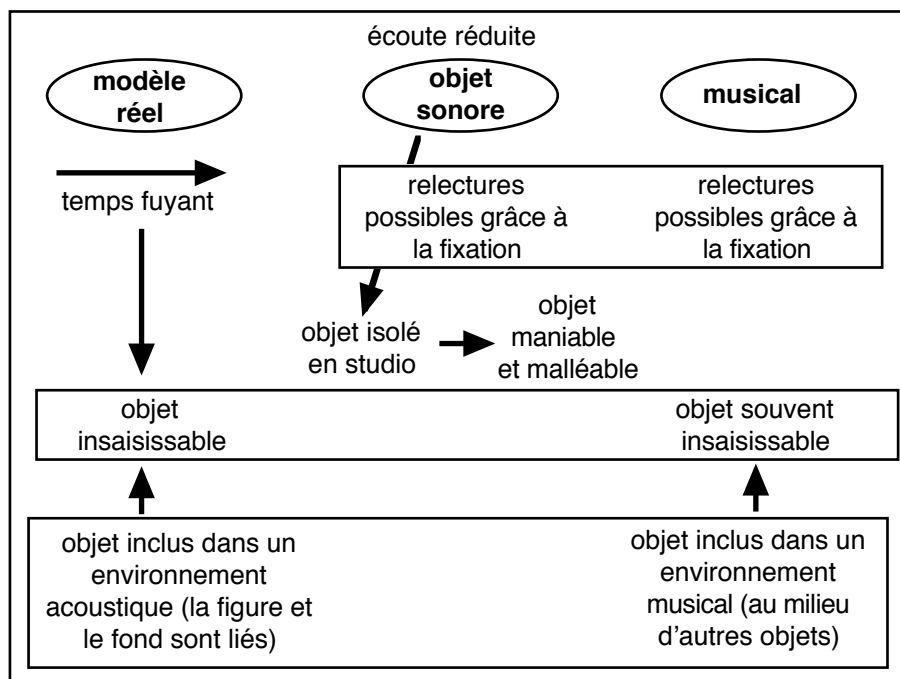 écoute réduite
modèle
réel
objet
sonore
musical
temps fuyant
relectures
possibles grâce à
la fixation
relectures
possibles grâce à
la fixation
objet isolé
en studio
objet
maniable
et malléable
objet
insaisissable
objet souvent
insaisissable
objet inclus dans un
environnement
acoustique (la figure et
le fond sont liés)
objet inclus dans un
environnement
musical (au milieu
d'autres objets)